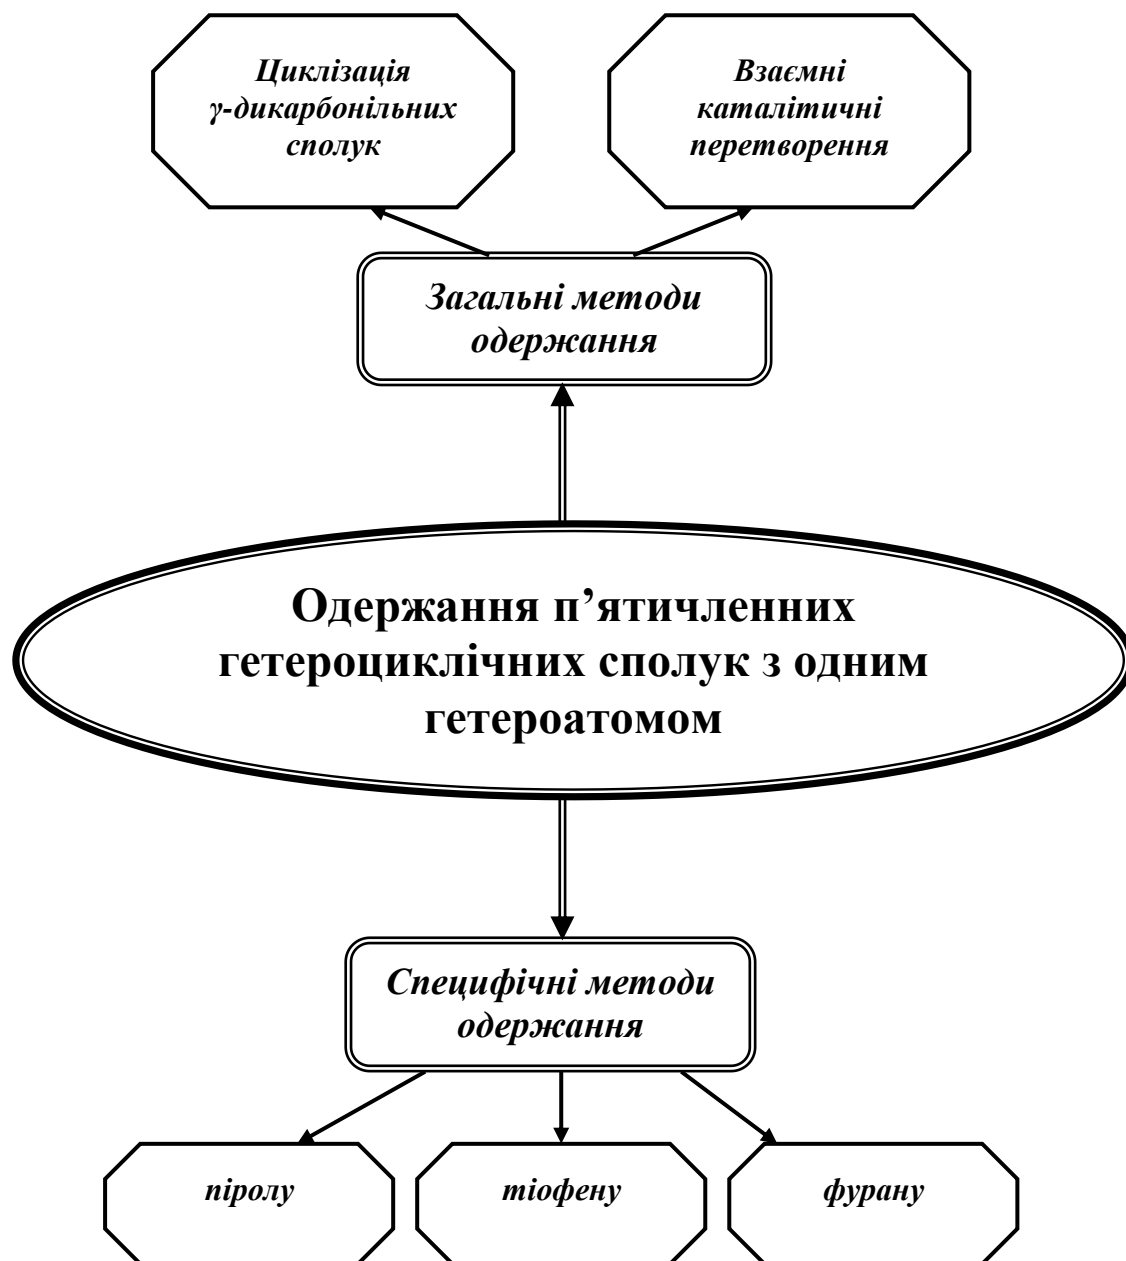 Циклізація
γ-дикарбонільних
сполук
Взаємні
каталітичні
перетворення
Загальні методи
одержання
Одержання п’ятичленних
гетероциклічних сполук з одним
гетероатомом
Специфічні методи
одержання
піролу
тіофену
фурану